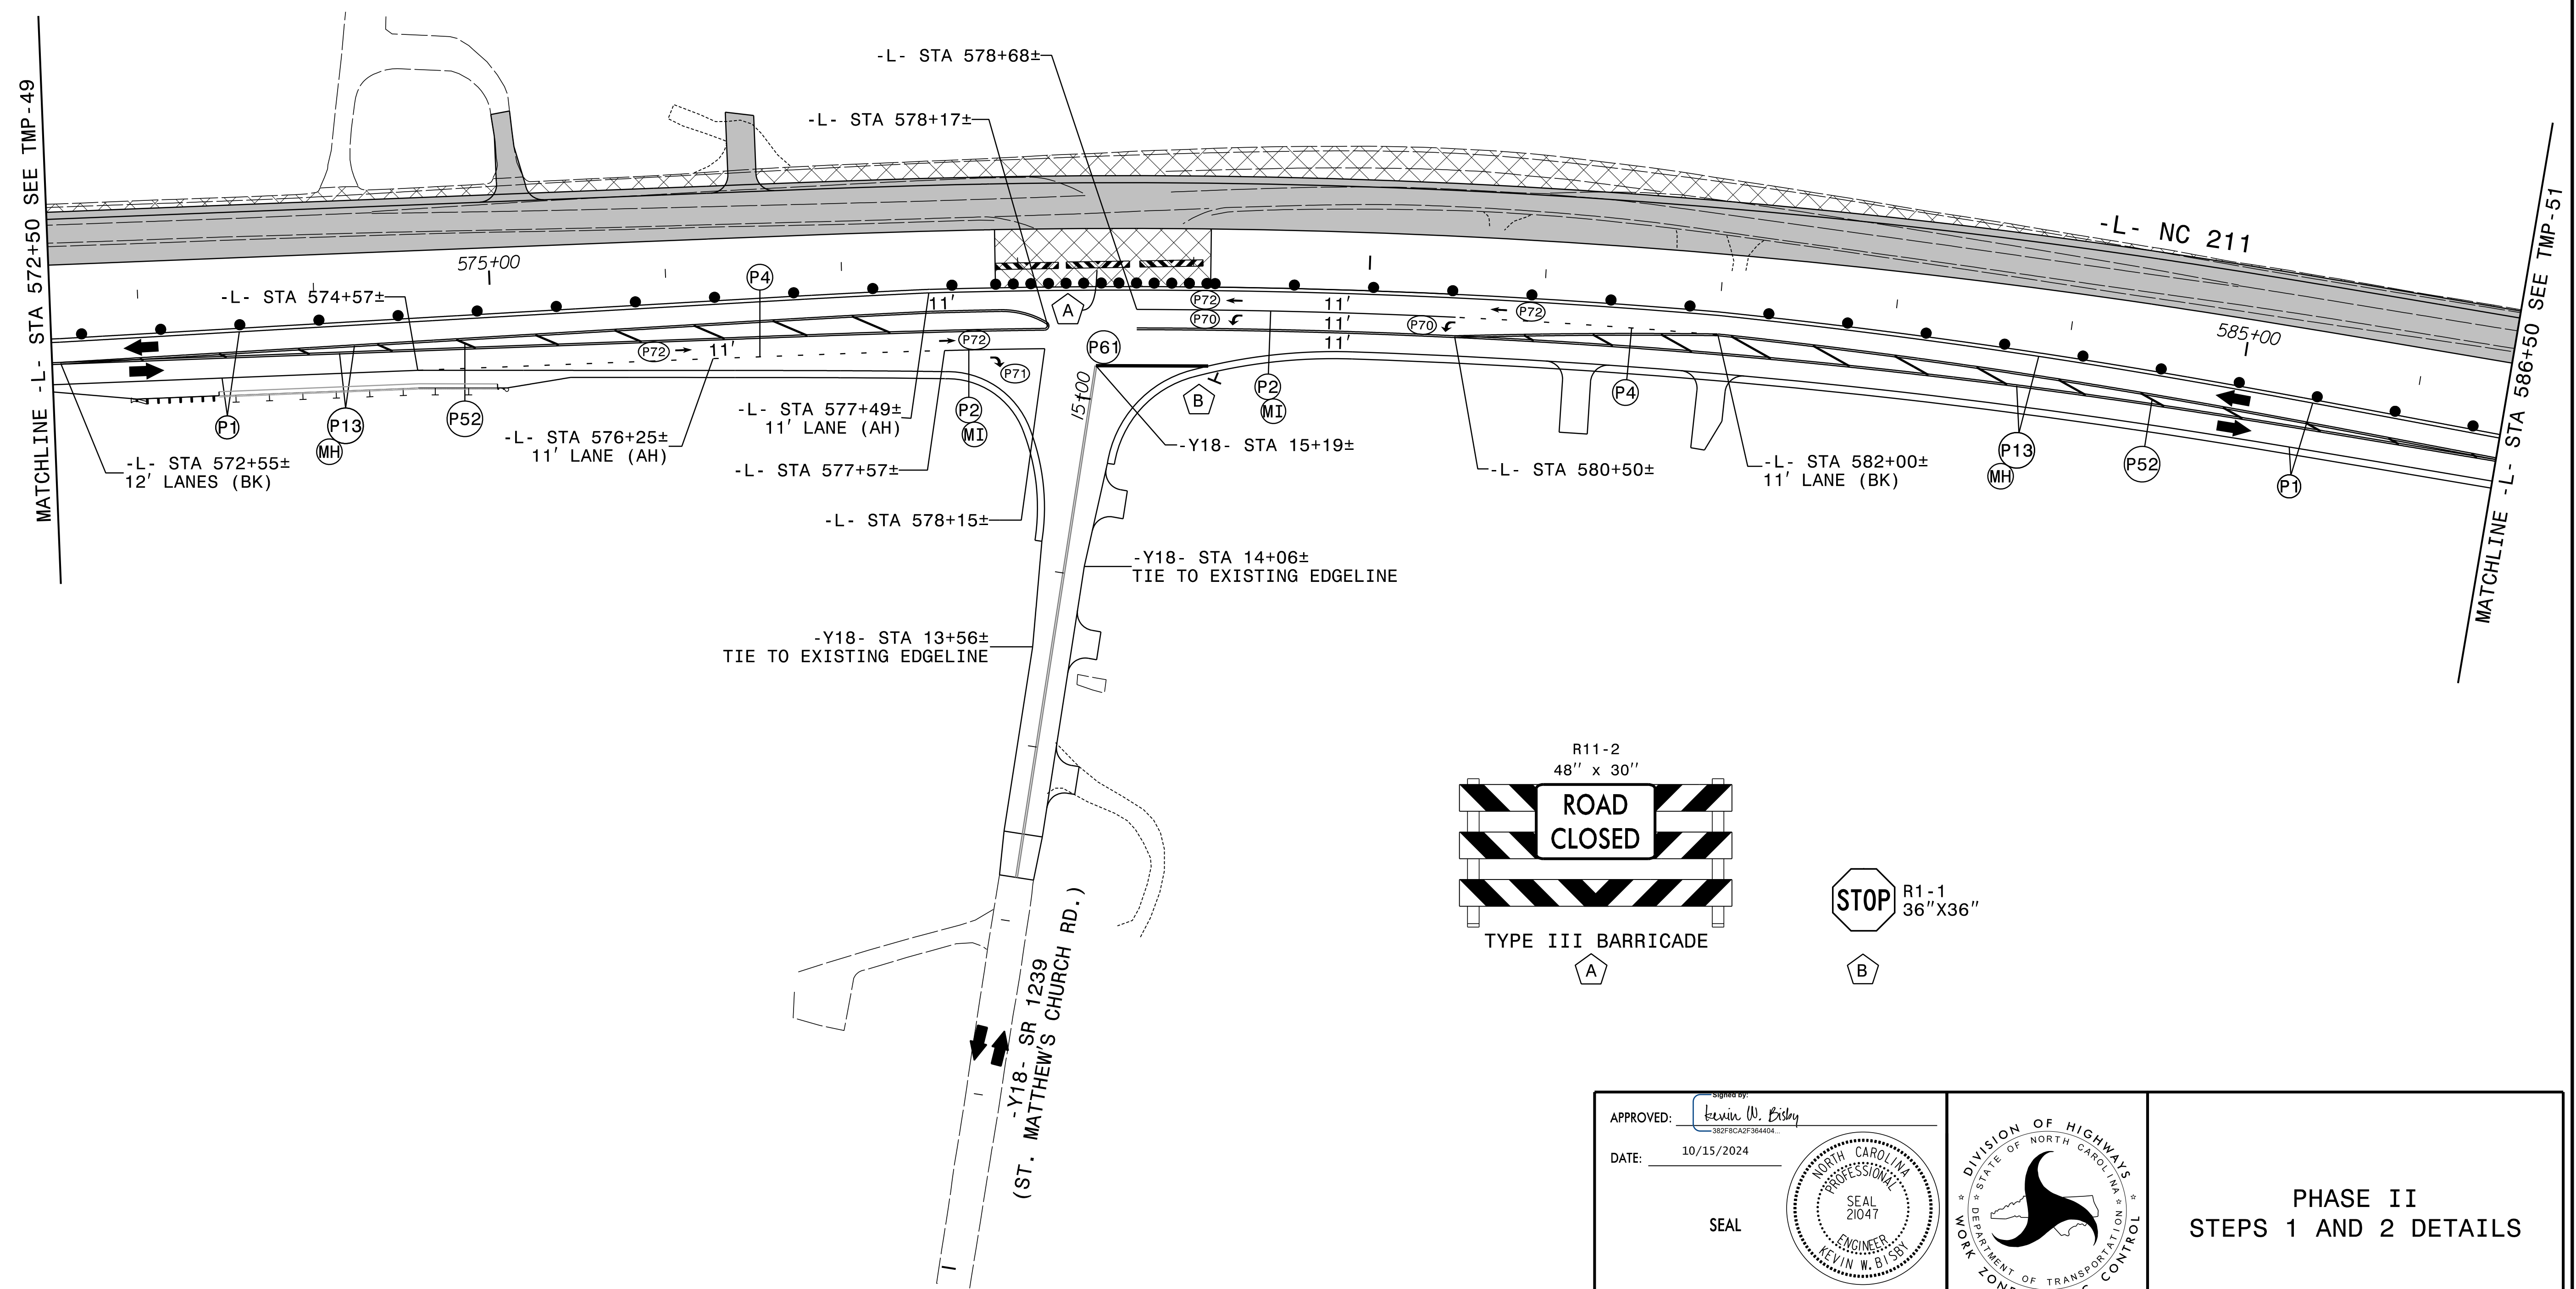 MATCHLINE -L- STA 572+50 SEE TMP-49
-L- STA 578+68±
-L- STA 578+17±
-L- NC 211
MATCHLINE -L- STA 586+50 SEE TMP-51
575+00
585+00
-L- STA 574+57±
P4
11'
A
P72
11'
P72
P70
11'
P70
11'
P72
11'
P72
P71
P61
15+00
P1
P13
MH
P52
-L- STA 572+55±
12' LANES (BK)
-L- STA 576+25±
11' LANE (AH)
-L- STA 577+49±
11' LANE (AH)
P2
MI
-L- STA 577+57±
-L- STA 578+15±
B
P2
MI
-Y18- STA 15+19±
-L- STA 580+50±
P4
-L- STA 582+00±
11' LANE (BK)
P13
MH
P52
P1
-Y18- STA 14+06±
TIE TO EXISTING EDGELINE
-Y18- STA 13+56±
TIE TO EXISTING EDGELINE
R11-2
48'' x 30''
ROAD
CLOSED
TYPE III BARRICADE
A
STOP
R1-1
36"X36"
B
-Y18- SR 1239
(ST. MATTHEW'S CHURCH RD.)
APPROVED:
Signed by:
Kevin W. Bisby
382F8CA2F364404...
DATE:
10/15/2024
SEAL
NORTH CAROLINA
PROFESSIONAL
SEAL
21047
ENGINEER
KEVIN W. BISBY
DIVISION OF HIGHWAYS
STATE OF NORTH CAROLINA
DEPARTMENT OF TRANSPORTATION
WORK ZONE
CONTROL
PHASE II
STEPS 1 AND 2 DETAILS